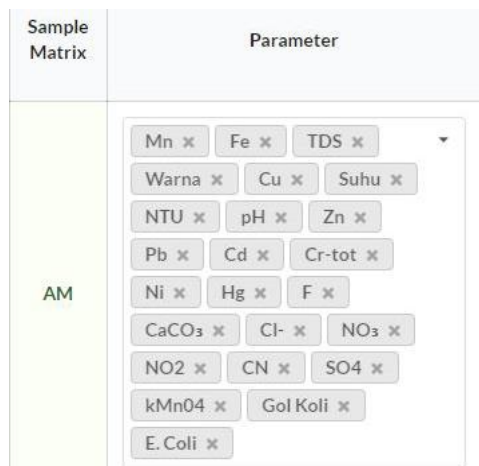 Sample
Matrix
Parameter
AM
Mn × Fe × TDS ×
Warna × Cu × Suhu ×
NTU × pH × Zn ×
Pb × Cd × Cr-tot ×
Ni × Hg × F ×
CaCO₃ × Cl- × NO₃ ×
NO2 × CN × SO4 ×
kMn04 × Gol Koli ×
E. Coli ×